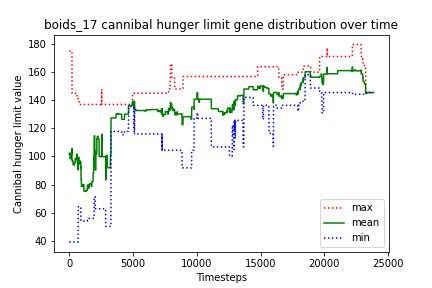 boids_17 cannibal hunger limit gene distribution over time
Cannibal hunger limit value
180
160
140
120
100
80
60
40
0
5000
10000
15000
20000
25000
Timesteps
max
mean
min